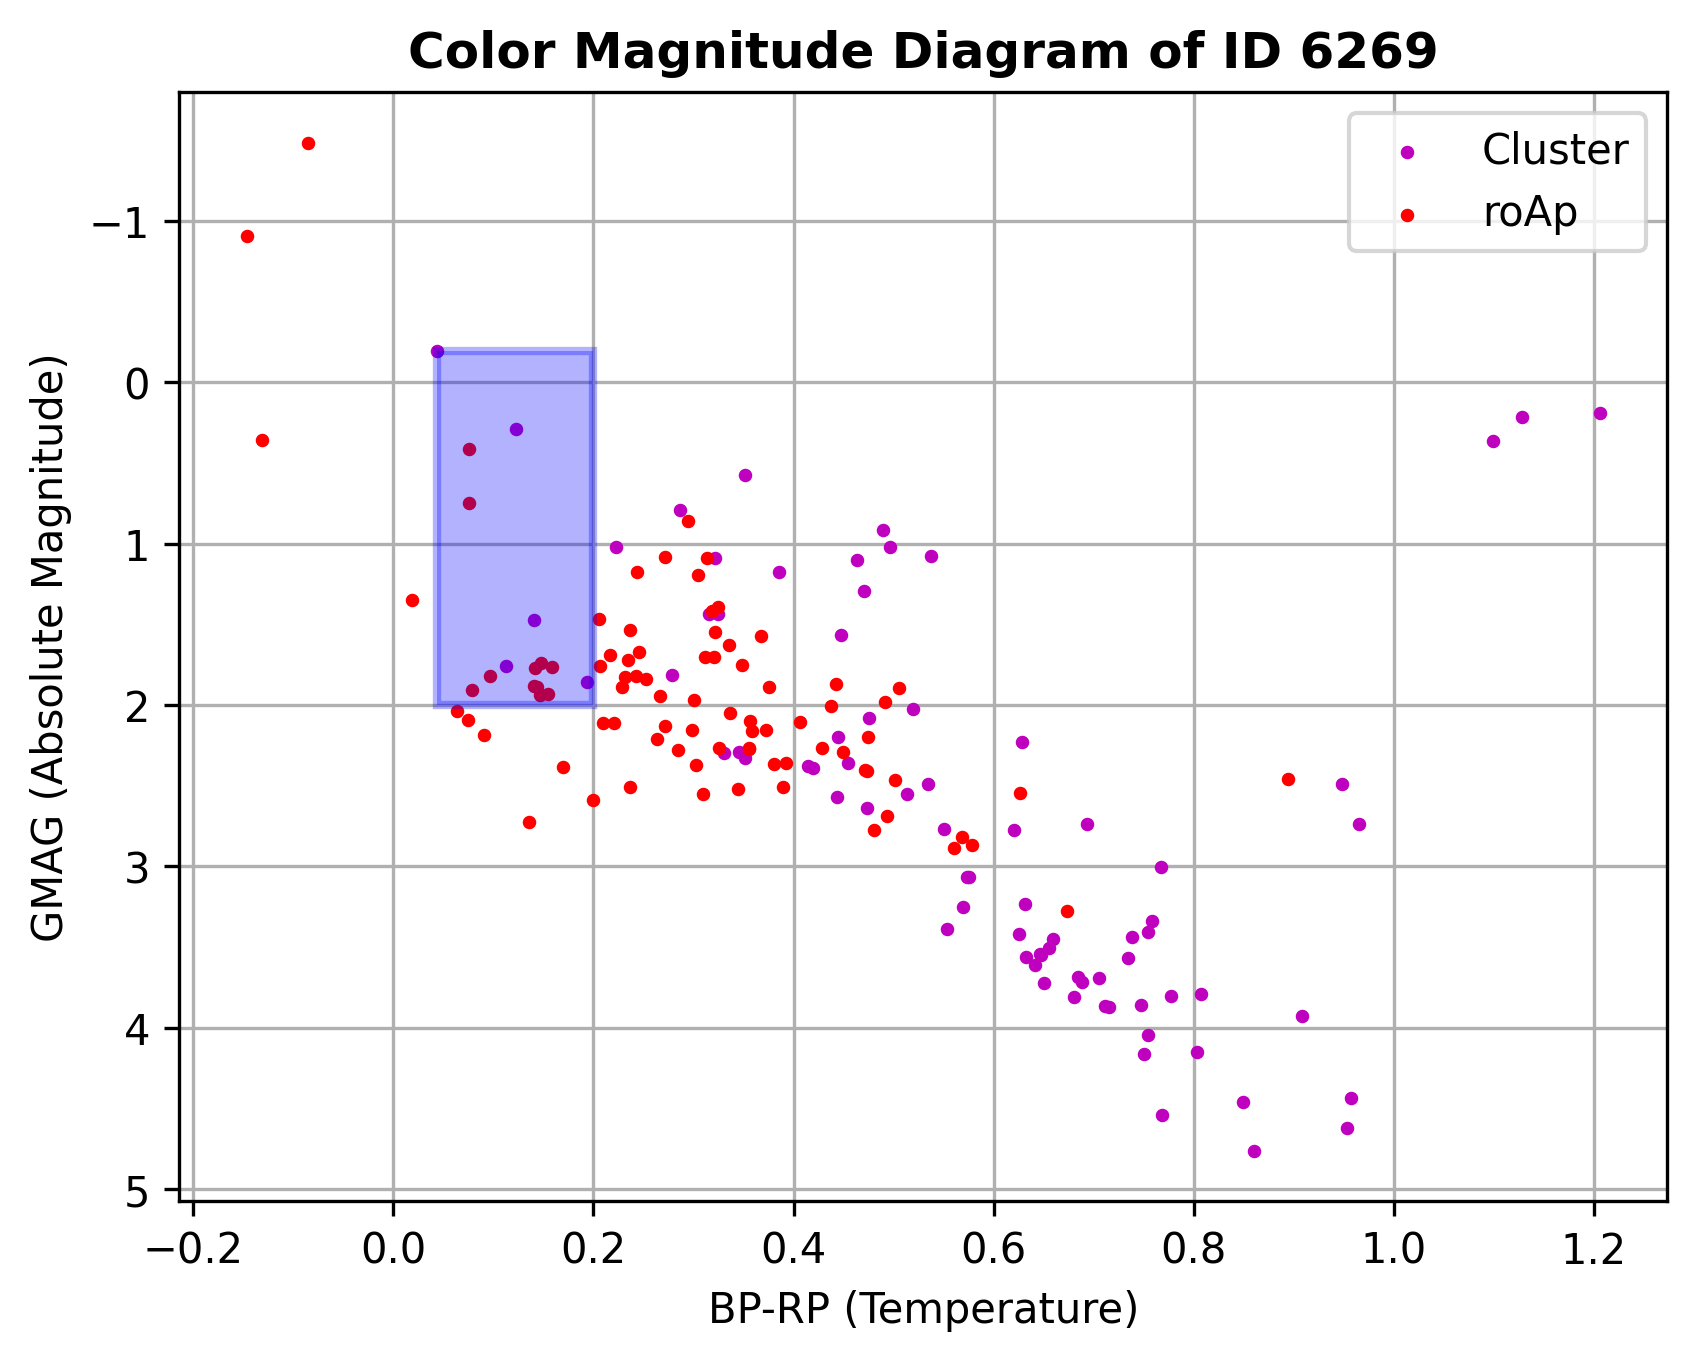 Color Magnitude Diagram of ID 6269
Cluster
roAp
GMAG (Absolute Magnitude)
−1
0
1
2
3
4
5
−0.2 0.0 0.2 0.4 0.6 0.8 1.0 1.2
BP-RP (Temperature)